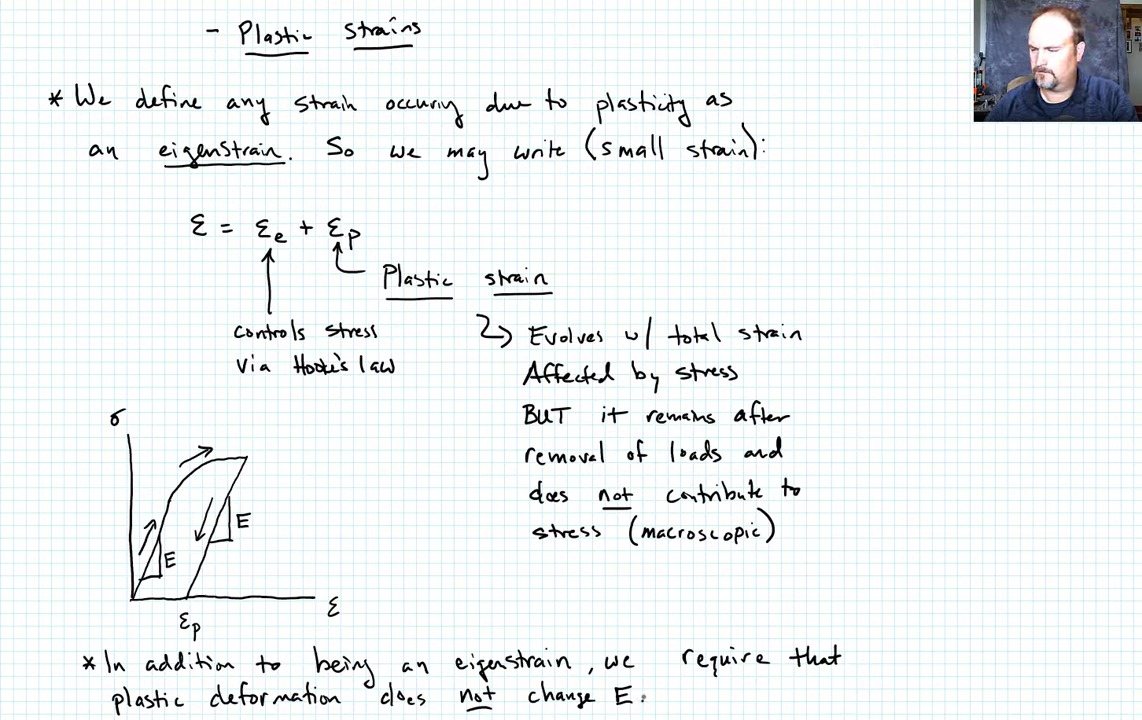 - Plastic strains
* We define any strain occuring due to plasticity as
an eigenstrain. So we may write (small strain):
ε = εe + εp
Plastic strain
controls stress
via Hooke's law
Evolves w/ total strain
Affected by stress
BUT it remains after
removal of loads and
does not contribute to
stress (macroscopic)
σ
E
E
ε
εp
* In addition to being an eigenstrain, we require that
plastic deformation does not change E.